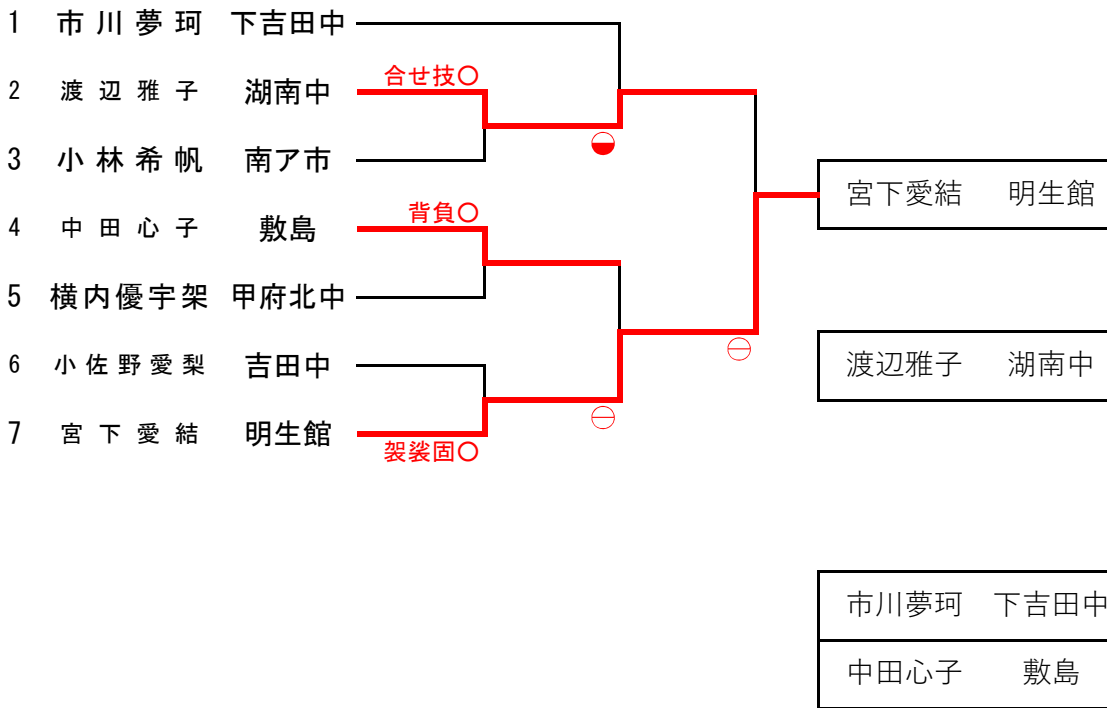 1 市川夢珂 下吉田中
合せ技○
2 渡辺雅子 湖南中
3 小林希帆 南ア市
宮下愛結 明生館
背負○
4 中田心子 敷島
5 横内優宇架 甲府北中
6 小佐野愛梨 吉田中
渡辺雅子 湖南中
7 宮下愛結 明生館
袈裟固○
市川夢珂 下吉田中
中田心子 敷島